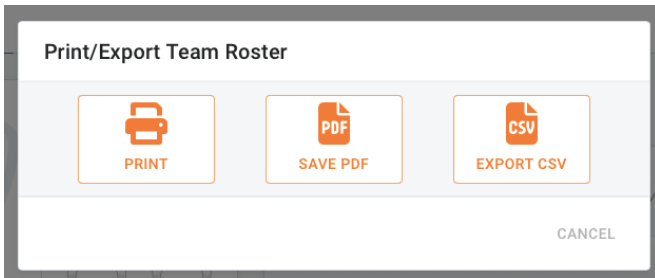 Print/Export Team Roster
PDF
CSV
PRINT
SAVE PDF
EXPORT CSV
CANCEL